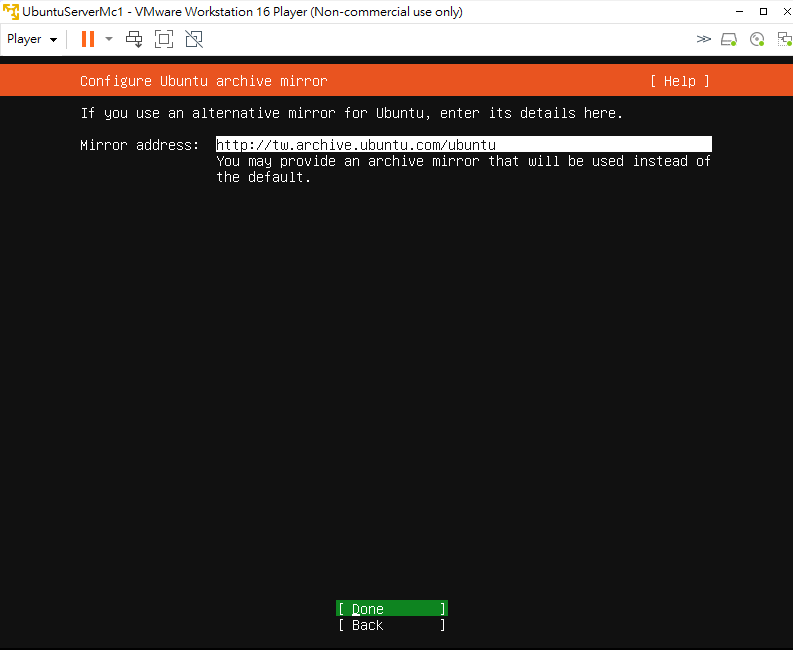 UbuntuServerMc1 - VMware Workstation 16 Player (Non-commercial use only)
Player
Configure Ubuntu archive mirror [ Help ]
If you use an alternative mirror for Ubuntu, enter its details here.
Mirror address: http://tw.archive.ubuntu.com/ubuntu
You may provide an archive mirror that will be used instead of
the default.
[ Done ]
[ Back ]